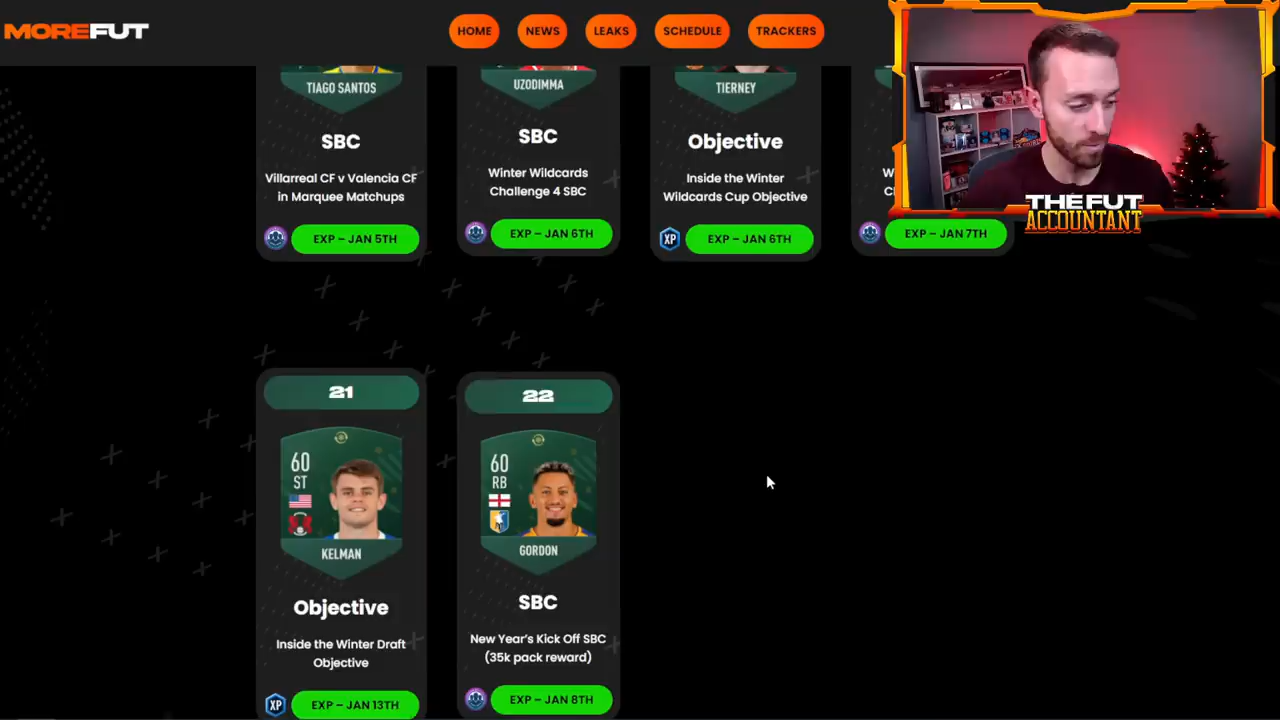 MOREFUT
HOME
NEWS
LEAKS
SCHEDULE
TRACKERS
THE FUT
ACCOUNTANT
TIAGO SANTOS
SBC
Villarreal CF v Valencia CF
in Marquee Matchups
EXP – JAN 5TH
UZODIMMA
SBC
Winter Wildcards
Challenge 4 SBC
EXP – JAN 6TH
TIERNEY
Objective
Inside the Winter
Wildcards Cup Objective
XP
EXP – JAN 6TH
EXP – JAN 7TH
21
60
ST
KELMAN
Objective
Inside the Winter Draft
Objective
XP
EXP – JAN 13TH
22
60
RB
GORDON
SBC
New Year's Kick Off SBC
(35k pack reward)
EXP – JAN 8TH